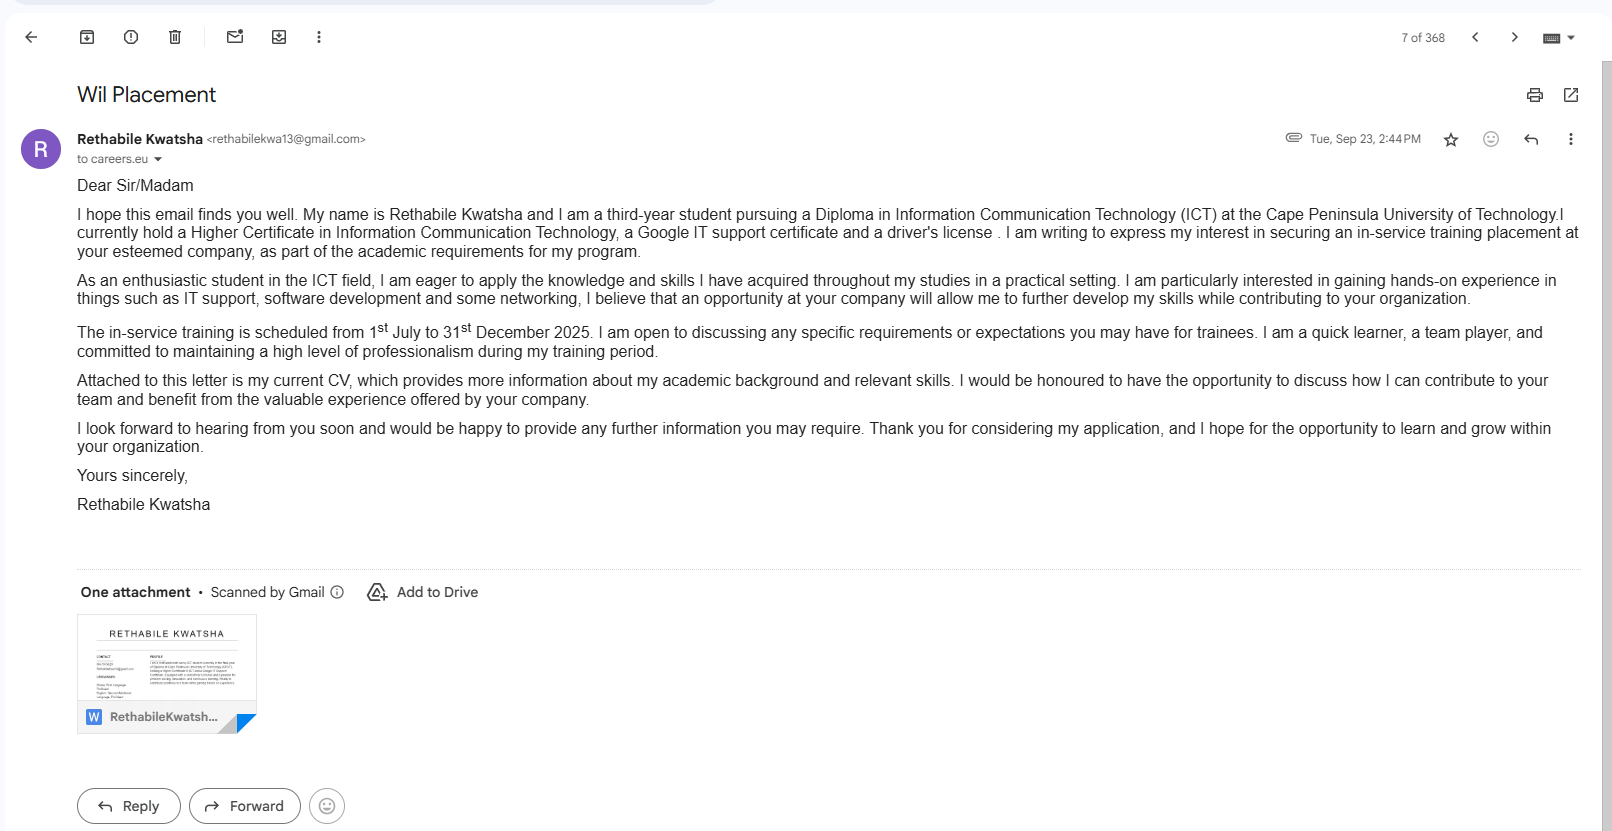 7 of 368
Wil Placement
R
Rethabile Kwatsha <rethabilekwa13@gmail.com>
Tue, Sep 23, 2:44 PM
to careers.eu
Dear Sir/Madam
I hope this email finds you well. My name is Rethabile Kwatsha and I am a third-year student pursuing a Diploma in Information Communication Technology (ICT) at the Cape Peninsula University of Technology.I
currently hold a Higher Certificate in Information Communication Technology, a Google IT support certificate and a driver's license . I am writing to express my interest in securing an in-service training placement at
your esteemed company, as part of the academic requirements for my program.
As an enthusiastic student in the ICT field, I am eager to apply the knowledge and skills I have acquired throughout my studies in a practical setting. I am particularly interested in gaining hands-on experience in
things such as IT support, software development and some networking, I believe that an opportunity at your company will allow me to further develop my skills while contributing to your organization.
The in-service training is scheduled from 1st July to 31st December 2025. I am open to discussing any specific requirements or expectations you may have for trainees. I am a quick learner, a team player, and
committed to maintaining a high level of professionalism during my training period.
Attached to this letter is my current CV, which provides more information about my academic background and relevant skills. I would be honoured to have the opportunity to discuss how I can contribute to your
team and benefit from the valuable experience offered by your company.
I look forward to hearing from you soon and would be happy to provide any further information you may require. Thank you for considering my application, and I hope for the opportunity to learn and grow within
your organization.
Yours sincerely,
Rethabile Kwatsha
One attachment • Scanned by Gmail
Add to Drive
RETHABILE KWATSHA
CONTACT
PROFILE
W RethabileKwatsh...
Reply
Forward